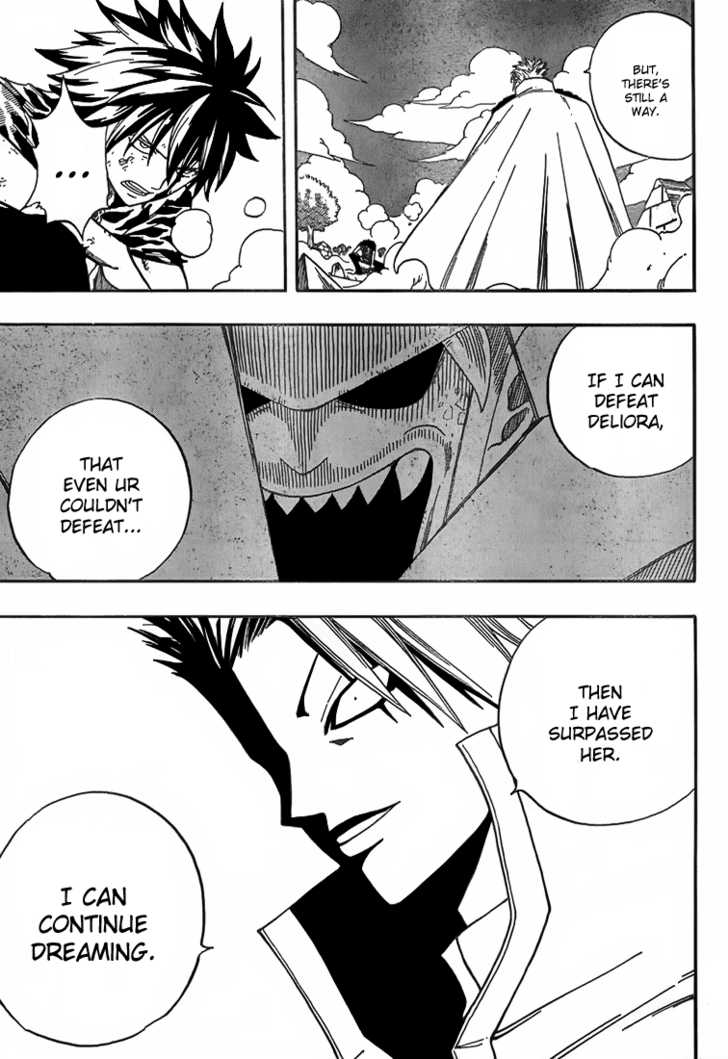 BUT,
THERE'S
STILL A
WAY.
...
IF I CAN
DEFEAT
DELIORA,
THAT
EVEN UR
COULDN'T
DEFEAT...
THEN
I HAVE
SURPASSED
HER.
I CAN
CONTINUE
DREAMING.